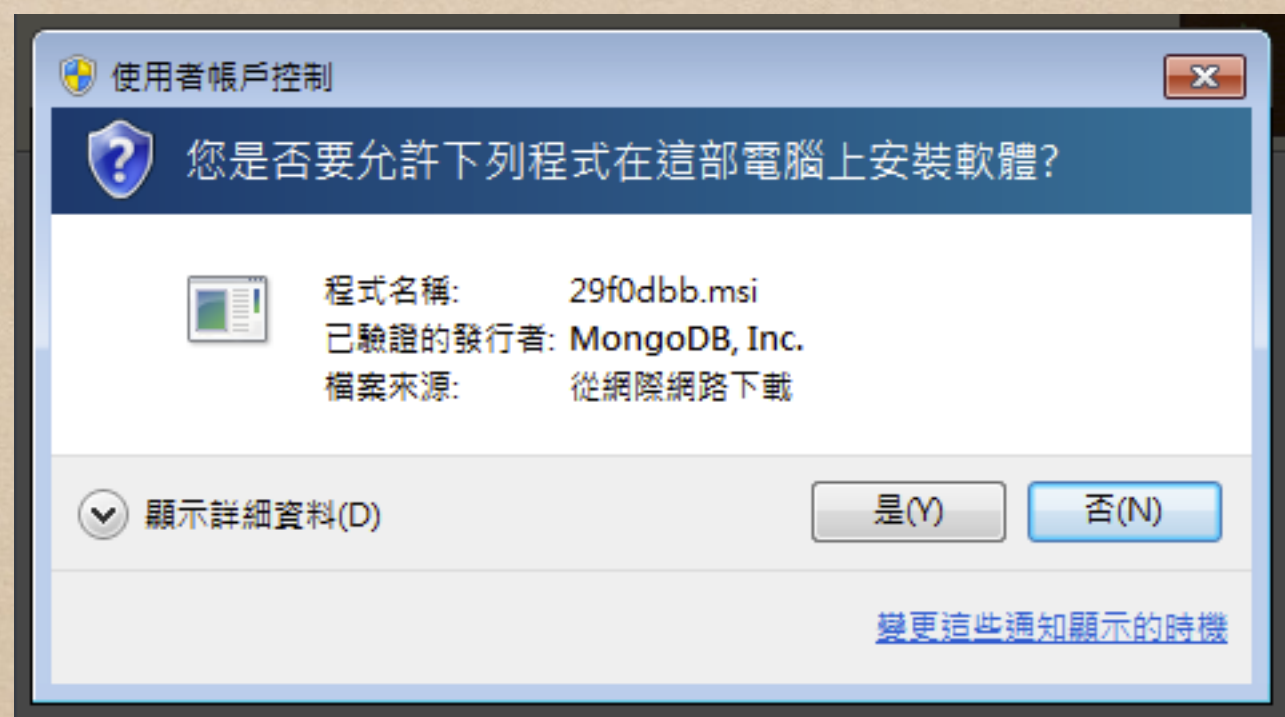 使用者帳戶控制
您是否要允許下列程式在這部電腦上安裝軟體?
程式名稱: 29f0dbb.msi
已驗證的發行者: MongoDB, Inc.
檔案來源: 從網際網路下載
顯示詳細資料(D)
是(Y)
否(N)
變更這些通知顯示的時機